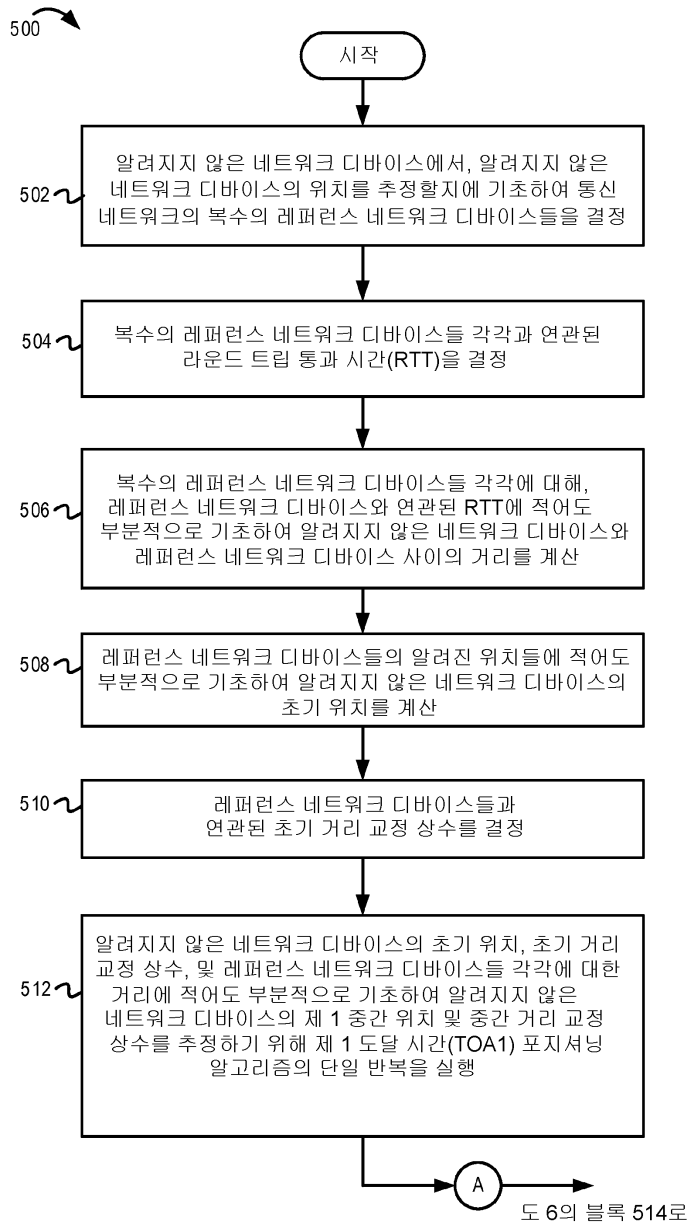 500
시작
502
알려지지 않은 네트워크 디바이스에서, 알려지지 않은
네트워크 디바이스의 위치를 추정할지에 기초하여 통신
네트워크의 복수의 레퍼런스 네트워크 디바이스들을 결정
504
복수의 레퍼런스 네트워크 디바이스들 각각과 연관된
라운드 트립 통과 시간(RTT)을 결정
506
복수의 레퍼런스 네트워크 디바이스들 각각에 대해,
레퍼런스 네트워크 디바이스와 연관된 RTT에 적어도
부분적으로 기초하여 알려지지 않은 네트워크 디바이스와
레퍼런스 네트워크 디바이스 사이의 거리를 계산
508
레퍼런스 네트워크 디바이스들의 알려진 위치들에 적어도
부분적으로 기초하여 알려지지 않은 네트워크 디바이스의
초기 위치를 계산
510
레퍼런스 네트워크 디바이스들과
연관된 초기 거리 교정 상수를 결정
512
알려지지 않은 네트워크 디바이스의 초기 위치, 초기 거리
교정 상수, 및 레퍼런스 네트워크 디바이스들 각각에 대한
거리에 적어도 부분적으로 기초하여 알려지지 않은
네트워크 디바이스의 제 1 중간 위치 및 중간 거리 교정
상수를 추정하기 위해 제 1 도달 시간(TOA1) 포지셔닝
알고리즘의 단일 반복을 실행
A
도 6의 블록 514로